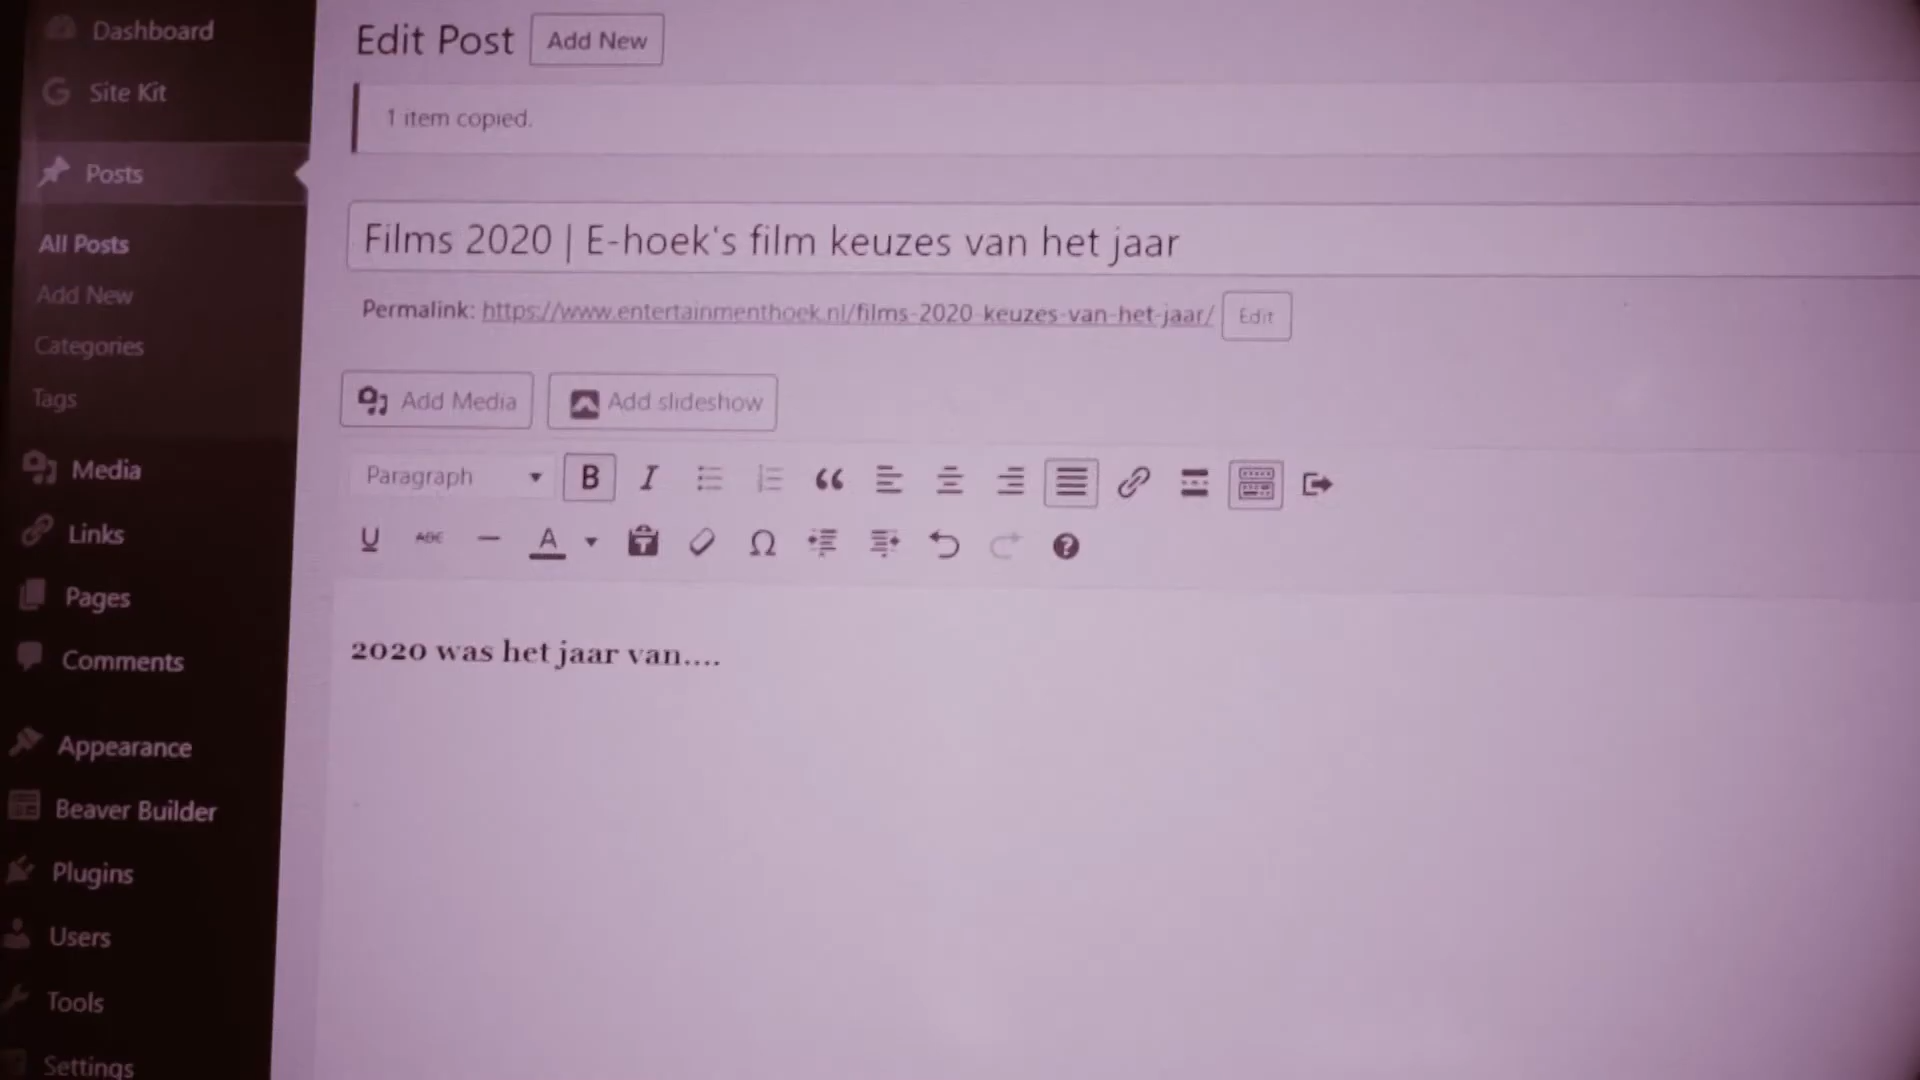 Dashboard
Site Kit
Posts
All Posts
Add New
Categories
Tags
Media
Links
Pages
Comments
Appearance
Beaver Builder
Plugins
Users
Tools
Settings
Edit Post Add New
1 item copied.
Films 2020 | E-hoek's film keuzes van het jaar
Permalink: https://www.entertainmenthoek.nl/films-2020-keuzes-van-het-jaar/ Edit
Add Media Add slideshow
Paragraph
ABC
2020 was het jaar van....